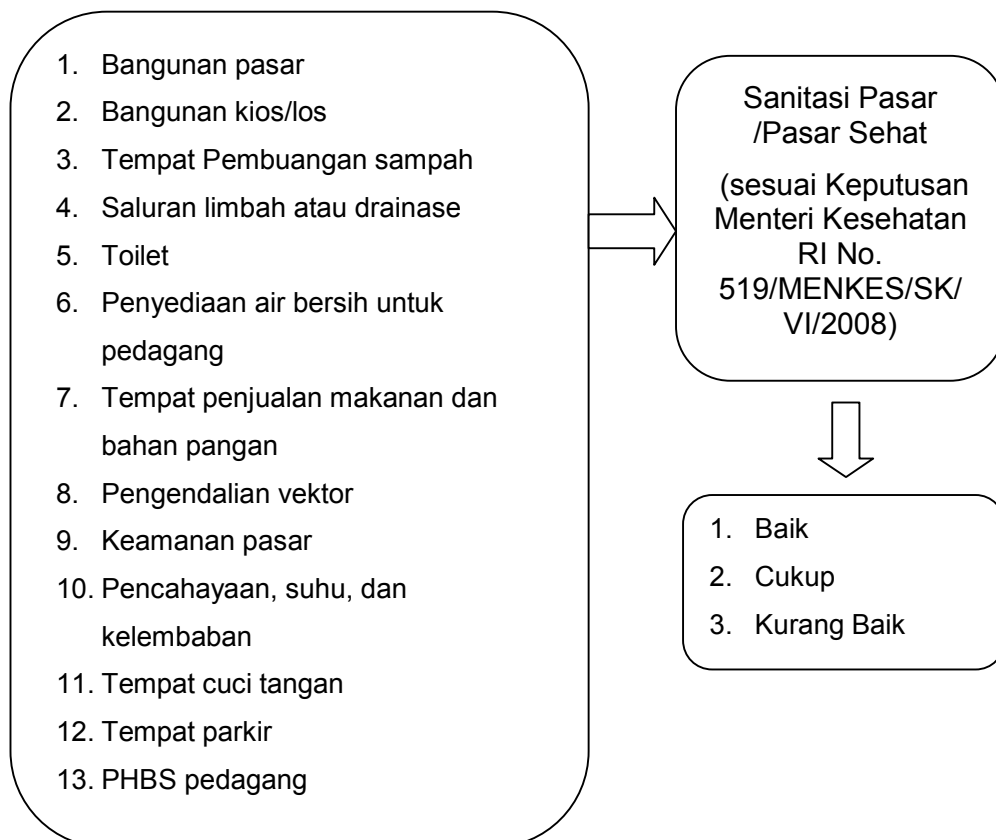 1. Bangunan pasar
2. Bangunan kios/los
3. Tempat Pembuangan sampah
4. Saluran limbah atau drainase
5. Toilet
6. Penyediaan air bersih untuk
pedagang
7. Tempat penjualan makanan dan
bahan pangan
8. Pengendalian vektor
9. Keamanan pasar
10. Pencahayaan, suhu, dan
kelembaban
11. Tempat cuci tangan
12. Tempat parkir
13. PHBS pedagang
Sanitasi Pasar
/Pasar Sehat
(sesuai Keputusan
Menteri Kesehatan
RI No.
519/MENKES/SK/
VI/2008)
1. Baik
2. Cukup
3. Kurang Baik